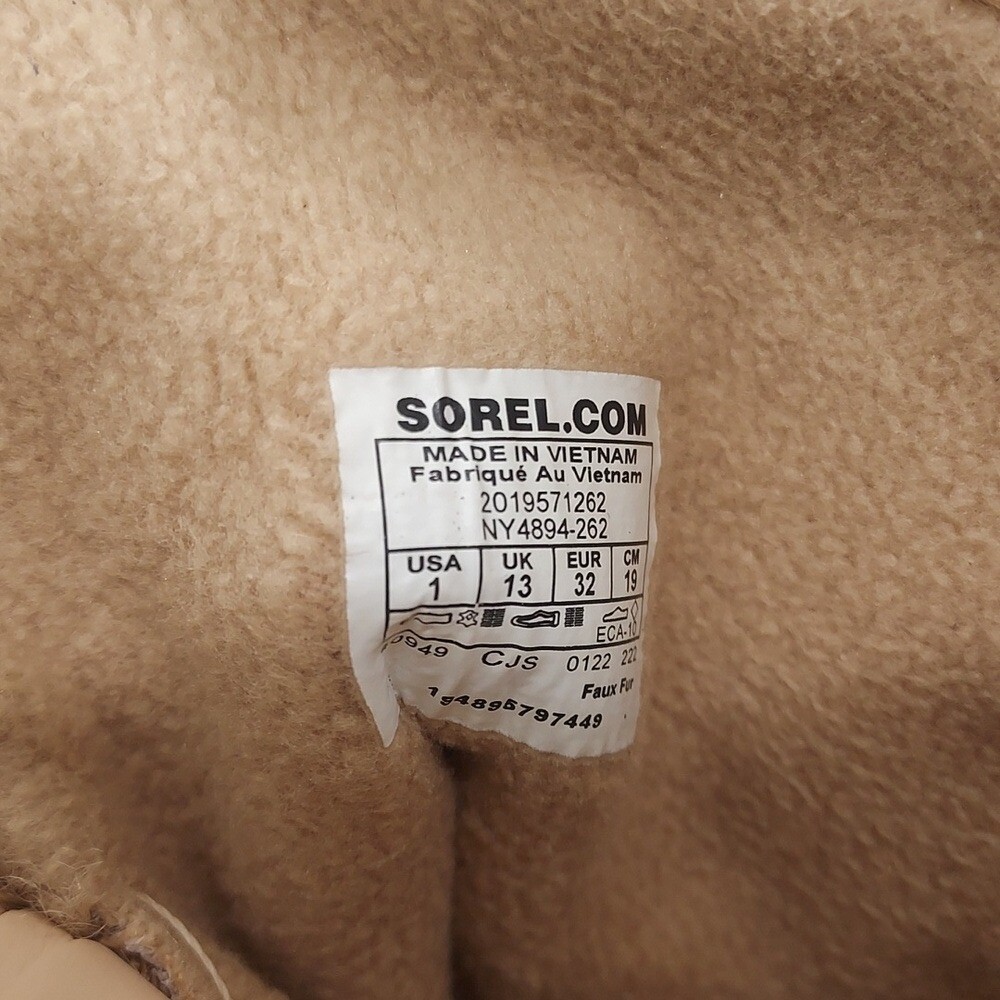 SOREL.COM
MADE IN VIETNAM
Fabriqué Au Vietnam
2019571262
NY4894-262
USA UK EUR CM
1 13 32 19
ECA-10
CJS 0122 222
Faux Fur